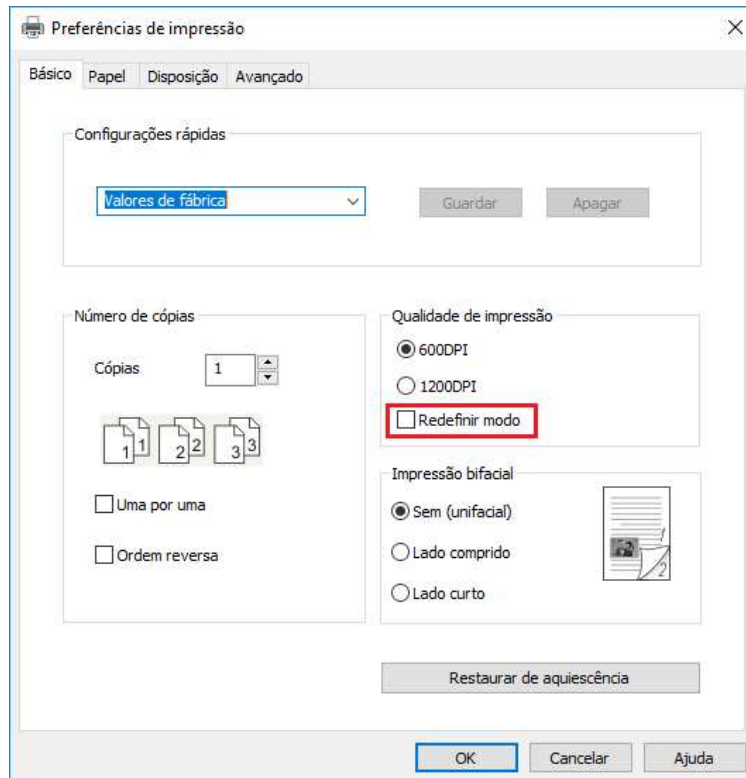 Preferências de impressão
Básico Papel Disposição Avançado
Configurações rápidas
Valores de fábrica Guardar Apagar
Número de cópias
Cópias 1
1 1 2 2 3 3
Uma por uma
Ordem reversa
Qualidade de impressão
600DPI
1200DPI
Redefinir modo
Impressão bifacial
Sem (unifacial)
Lado comprido
Lado curto
1
2
Restaurar de aquiescência
OK Cancelar Ajuda